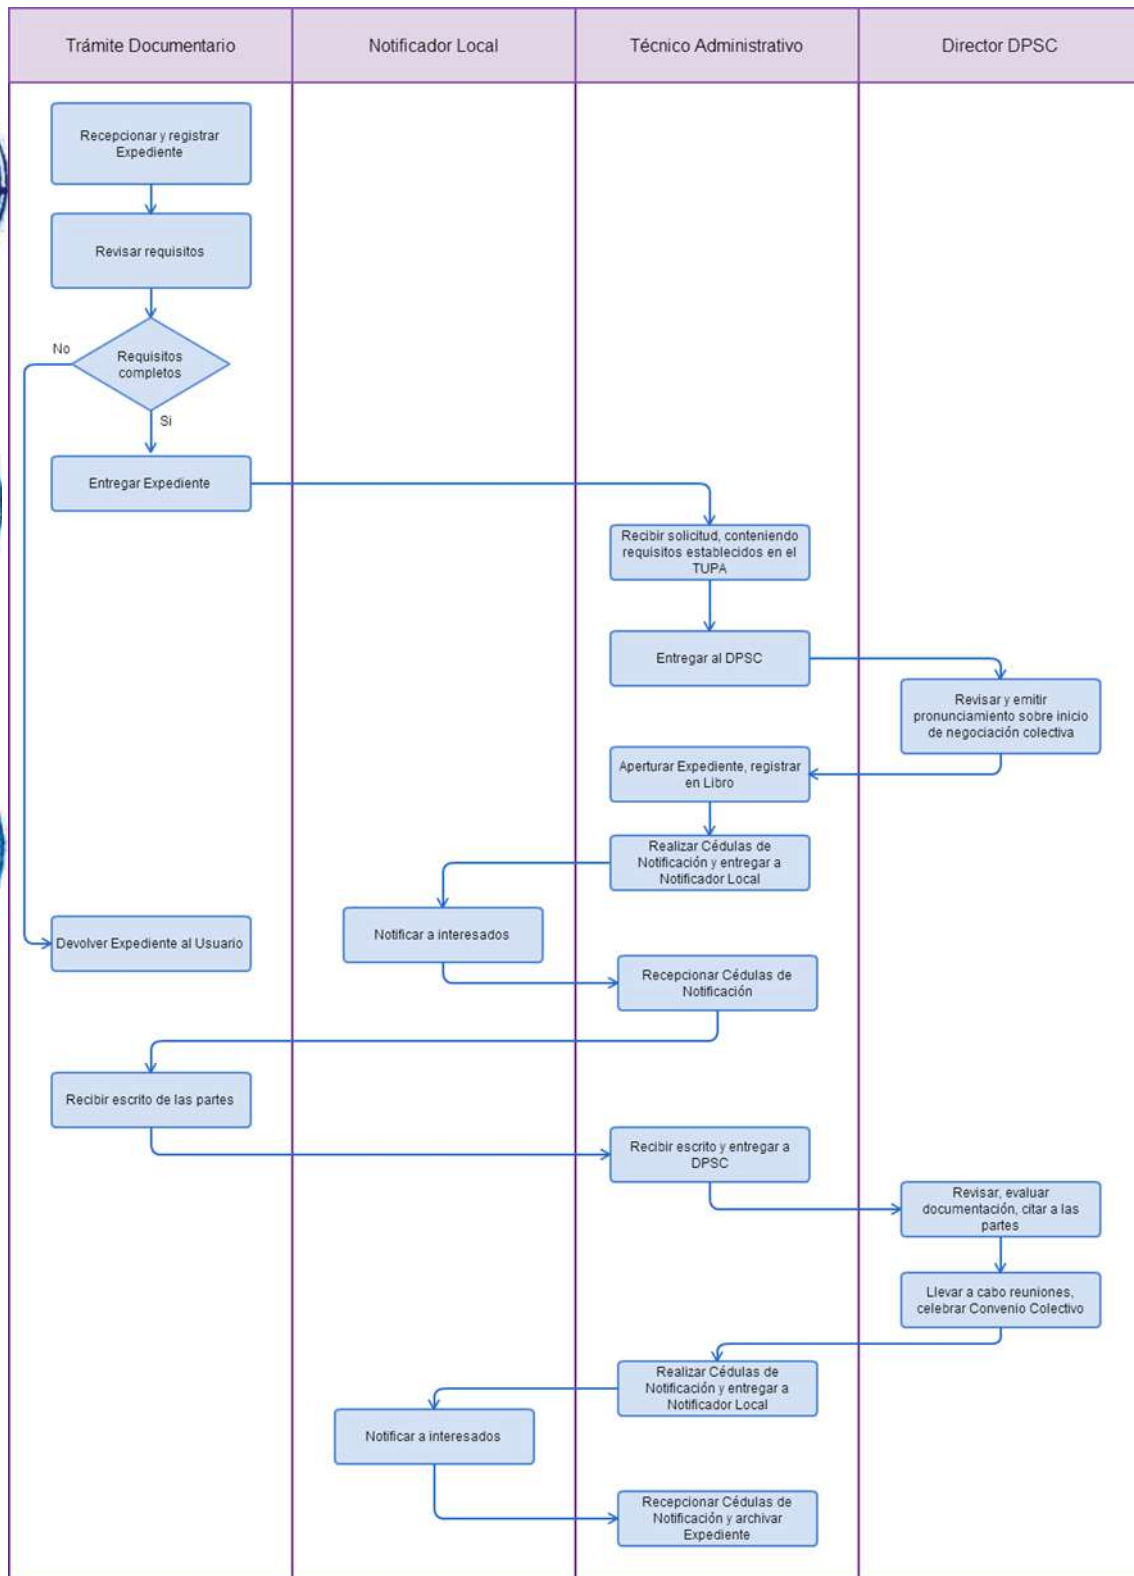 Trámite Documentario
Notificador Local
Técnico Administrativo
Director DPSC
Recepcionar y registrar
Expediente
Revisar requisitos
No
Requisitos
completos
Si
Entregar Expediente
Recibir solicitud, conteniendo
requisitos establecidos en el
TUPA
Entregar al DPSC
Revisar y emitir
pronunciamiento sobre inicio
de negociación colectiva
Aperturar Expediente, registrar
en Libro
Realizar Cédulas de
Notificación y entregar a
Notificador Local
Notificar a interesados
Devolver Expediente al Usuario
Recepcionar Cédulas de
Notificación
Recibir escrito de las partes
Recibir escrito y entregar a
DPSC
Revisar, evaluar
documentación, citar a las
partes
Llevar a cabo reuniones,
celebrar Convenio Colectivo
Realizar Cédulas de
Notificación y entregar a
Notificador Local
Notificar a interesados
Recepcionar Cédulas de
Notificación y archivar
Expediente